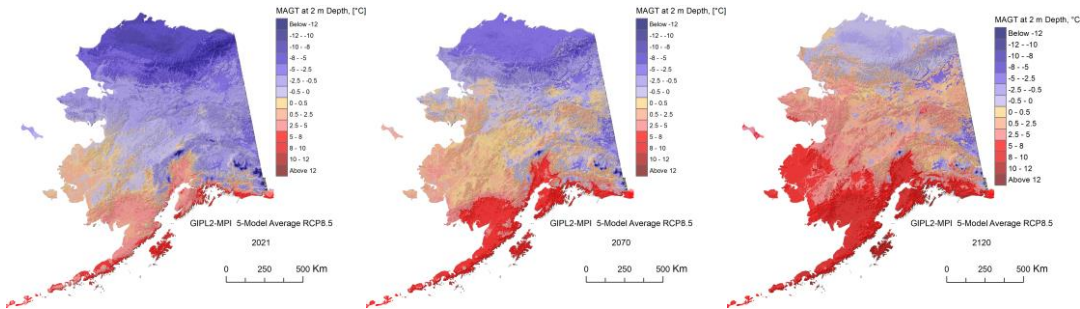 MAGT at 2 m Depth, [°C]
Below -12
-12 - -10
-10 - -8
-8 - -5
-5 - -2.5
-2.5 - -0.5
-0.5 - 0
0 - 0.5
0.5 - 2.5
2.5 - 5
5 - 8
8 - 10
10 - 12
Above 12
GIPL2-MPI 5-Model Average RCP8.5
2021
0 250 500 Km
MAGT at 2 m Depth, [°C]
Below -12
-12 - -10
-10 - -8
-8 - -5
-5 - -2.5
-2.5 - -0.5
-0.5 - 0
0 - 0.5
0.5 - 2.5
2.5 - 5
5 - 8
8 - 10
10 - 12
Above 12
GIPL2-MPI 5-Model Average RCP8.5
2070
0 250 500 Km
MAGT at 2 m Depth, °C
Below -12
-12 - -10
-10 - -8
-8 - -5
-5 - -2.5
-2.5 - -0.5
-0.5 - 0
0 - 0.5
0.5 - 2.5
2.5 - 5
5 - 8
8 - 10
10 - 12
Above 12
GIPL2-MPI 5-Model Average RCP8.5
2120
0 250 500 Km